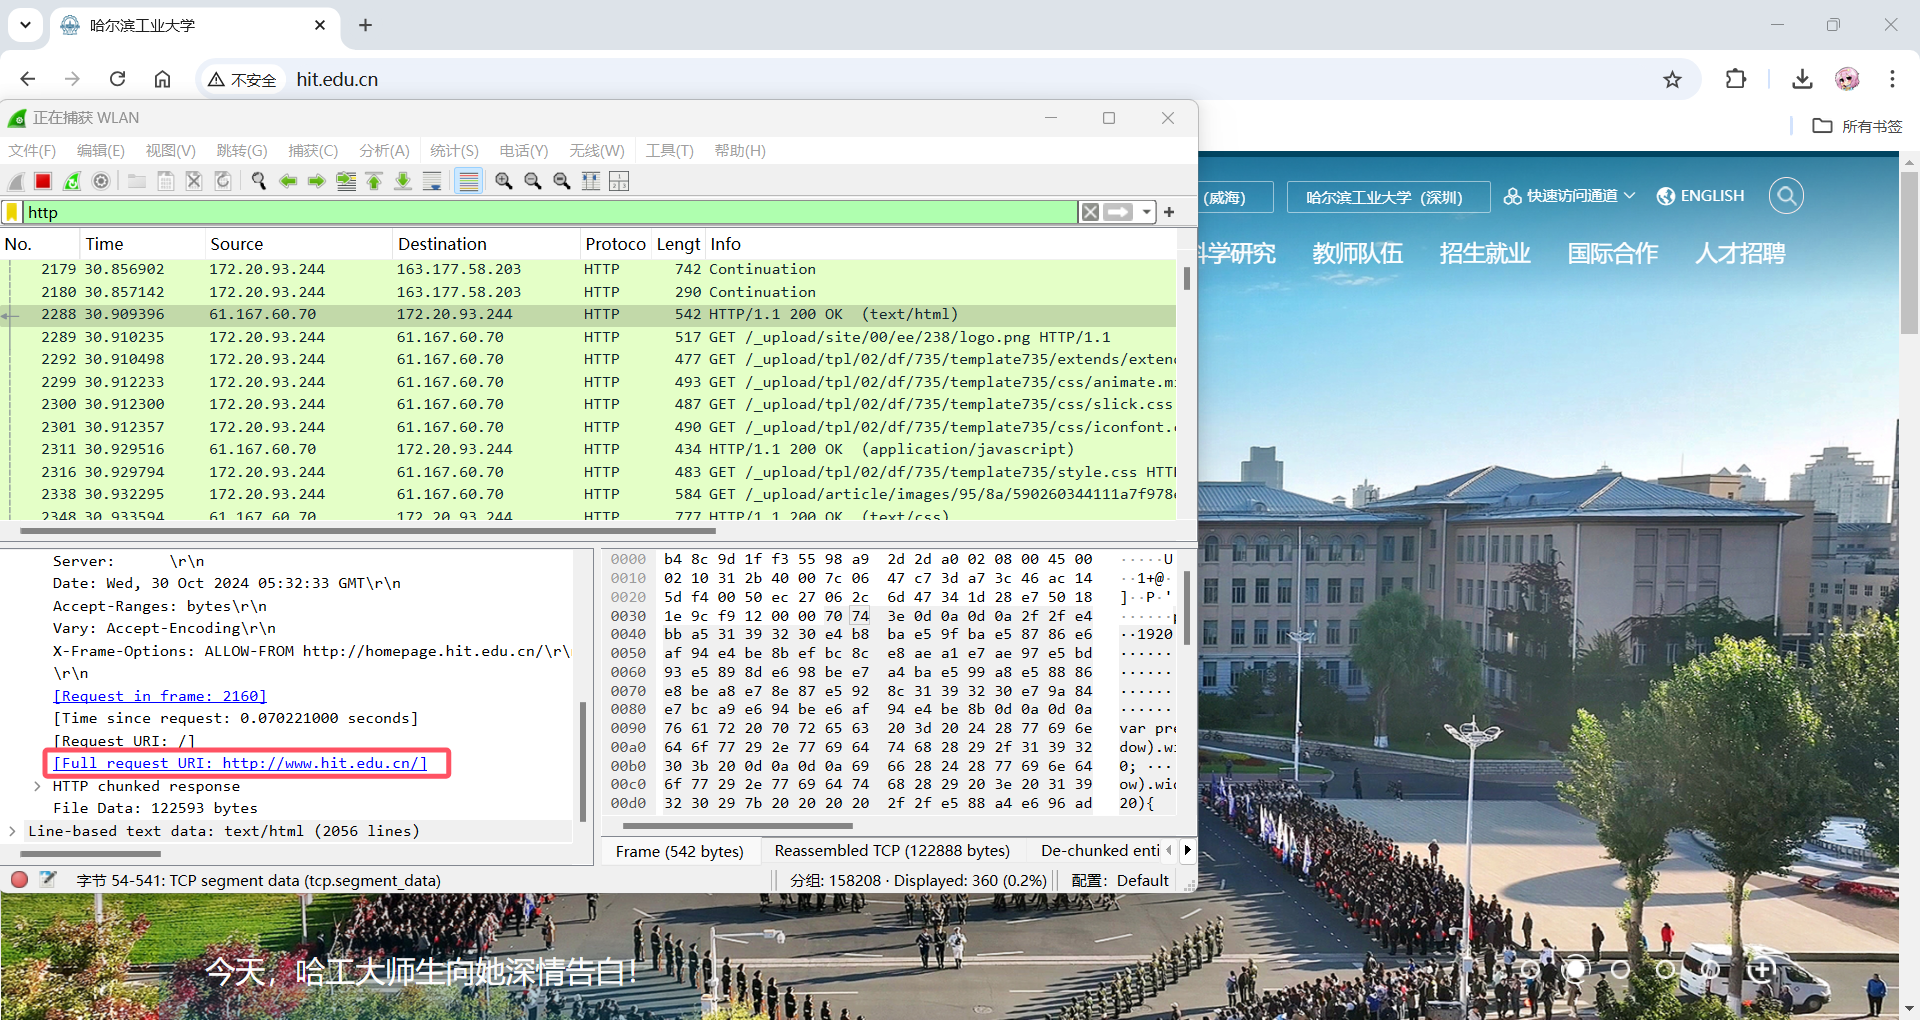 哈尔滨工业大学
不安全 hit.edu.cn
所有书签
正在捕获 WLAN
文件(F) 编辑(E) 视图(V) 跳转(G) 捕获(C) 分析(A) 统计(S) 电话(Y) 无线(W) 工具(T) 帮助(H)
http
(威海) 哈尔滨工业大学（深圳） 快速访问通道 ENGLISH
学研究 教师队伍 招生就业 国际合作 人才招聘
No. Time Source Destination Protoco Lengt Info
2179 30.856902 172.20.93.244 163.177.58.203 HTTP 742 Continuation
2180 30.857142 172.20.93.244 163.177.58.203 HTTP 290 Continuation
2288 30.909396 61.167.60.70 172.20.93.244 HTTP 542 HTTP/1.1 200 OK (text/html)
2289 30.910235 172.20.93.244 61.167.60.70 HTTP 517 GET /_upload/site/00/ee/238/logo.png HTTP/1.1
2292 30.910498 172.20.93.244 61.167.60.70 HTTP 477 GET /_upload/tpl/02/df/735/template735/extends/exten
2299 30.912233 172.20.93.244 61.167.60.70 HTTP 493 GET /_upload/tpl/02/df/735/template735/css/animate.m
2300 30.912300 172.20.93.244 61.167.60.70 HTTP 487 GET /_upload/tpl/02/df/735/template735/css/slick.css
2301 30.912357 172.20.93.244 61.167.60.70 HTTP 490 GET /_upload/tpl/02/df/735/template735/css/iconfont.
2311 30.929516 61.167.60.70 172.20.93.244 HTTP 434 HTTP/1.1 200 OK (application/javascript)
2316 30.929794 172.20.93.244 61.167.60.70 HTTP 483 GET /_upload/tpl/02/df/735/template735/style.css HTT
2338 30.932295 172.20.93.244 61.167.60.70 HTTP 584 GET /_upload/article/images/95/8a/590260344111a7f978
2348 30.933594 61.167.60.70 172.20.93.244 HTTP 777 HTTP/1.1 200 OK (text/css)
Server: \r\n
Date: Wed, 30 Oct 2024 05:32:33 GMT\r\n
Accept-Ranges: bytes\r\n
Vary: Accept-Encoding\r\n
X-Frame-Options: ALLOW-FROM http://homepage.hit.edu.cn/\r\
\r\n
[Request in frame: 2160]
[Time since request: 0.070221000 seconds]
[Request URI: /]
[Full request URI: http://www.hit.edu.cn/]
HTTP chunked response
File Data: 122593 bytes
Line-based text data: text/html (2056 lines)
0000 b4 8c 9d 1f f3 55 98 a9 2d 2d a0 02 08 00 45 00 ·····U
0010 02 10 31 2b 40 00 7c 06 47 c7 3d a7 3c 46 ac 14 ··1+@·
0020 5d f4 00 50 ec 27 06 2c 6d 47 34 1d 28 e7 50 18 ]··P·'
0030 1e 9c f9 12 00 00 70 74 3e 0d 0a 0d 0a 2f 2f e4 ······p
0040 bb a5 31 39 32 30 e4 b8 ba e5 9f ba e5 87 86 e6 ··1920
0050 af 94 e4 be 8b ef bc 8c e8 ae a1 e7 ae 97 e5 bd ······
0060 93 e5 89 8d e6 98 be e7 a4 ba e5 99 a8 e5 88 86 ······
0070 e8 be a8 e7 8e 87 e5 92 8c 31 39 32 30 e7 9a 84 ······
0080 e7 bc a9 e6 94 be e6 af 94 e4 be 8b 0d 0a 0d 0a ······
0090 76 61 72 20 70 72 65 63 20 3d 20 24 28 77 69 6e var pre
00a0 64 6f 77 29 2e 77 69 64 74 68 28 29 2f 31 39 32 dow).wi
00b0 30 3b 20 0d 0a 0d 0a 69 66 28 24 28 77 69 6e 64 0; ····
00c0 6f 77 29 2e 77 69 64 74 68 28 29 20 3e 20 31 39 ow).wid
00d0 32 30 29 7b 20 20 20 20 2f 2f e5 88 a4 e6 96 ad 20){
Frame (542 bytes) Reassembled TCP (122888 bytes) De-chunked enti
字节 54-541: TCP segment data (tcp.segment_data) 分组: 158208 · Displayed: 360 (0.2%) 配置: Default
今天，哈工大师生向她深情告白！